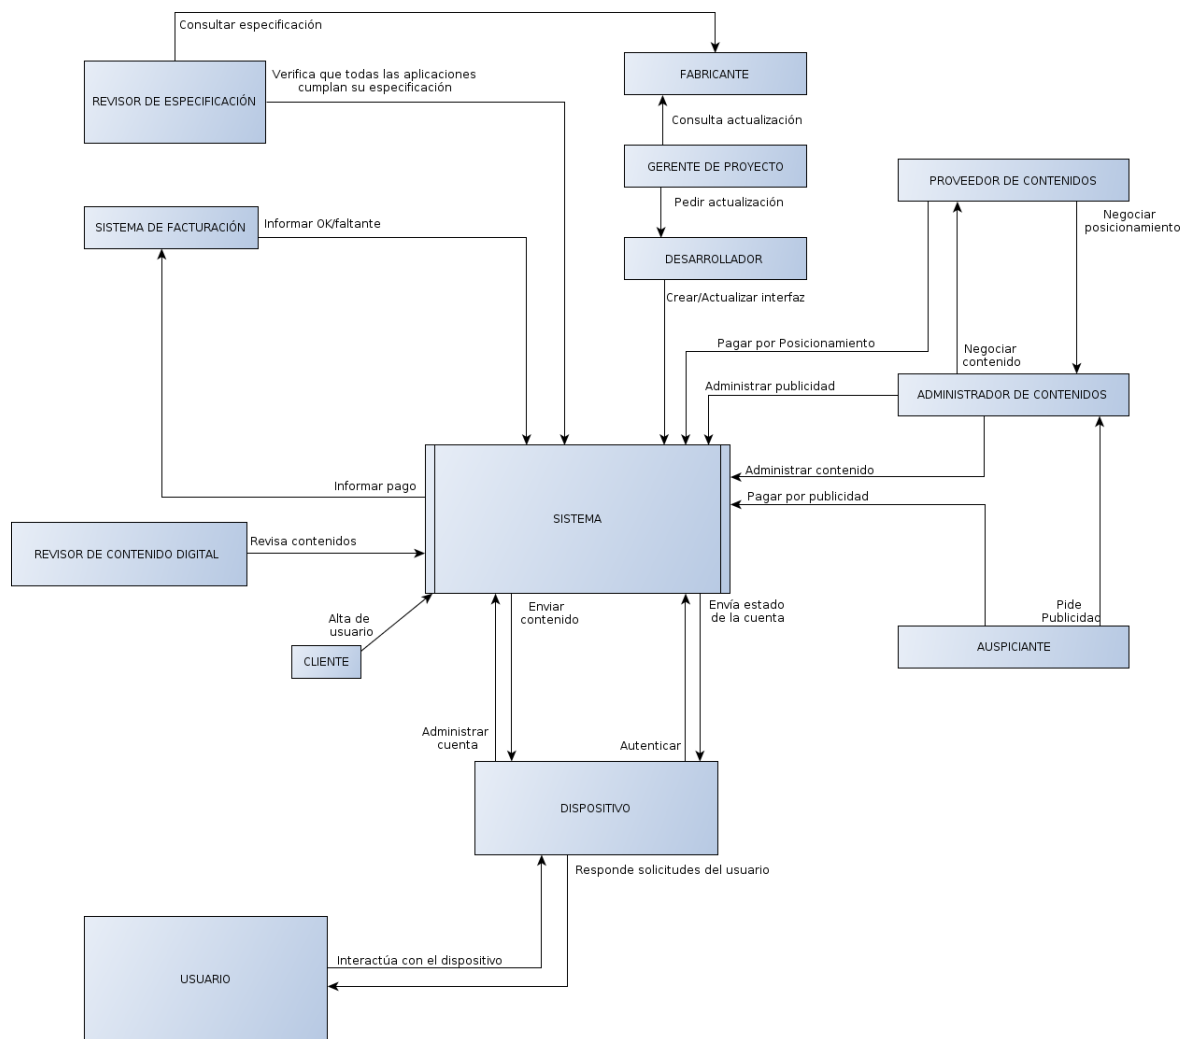 Consultar especificación
FABRICANTE
Verifica que todas las aplicaciones
cumplan su especificación
REVISOR DE ESPECIFICACIÓN
Consulta actualización
GERENTE DE PROYECTO
PROVEEDOR DE CONTENIDOS
Pedir actualización
Negociar
posicionamiento
SISTEMA DE FACTURACIÓN
Informar OK/faltante
DESARROLLADOR
Crear/Actualizar interfaz
Pagar por Posicionamiento
Negociar
contenido
Administrar publicidad
ADMINISTRADOR DE CONTENIDOS
Administrar contenido
Informar pago
Pagar por publicidad
SISTEMA
Revisa contenidos
REVISOR DE CONTENIDO DIGITAL
Enviar
contenido
Envía estado
de la cuenta
Pide
Publicidad
Alta de
usuario
AUSPICIANTE
CLIENTE
Administrar
cuenta
Autenticar
DISPOSITIVO
Responde solicitudes del usuario
Interactúa con el dispositivo
USUARIO